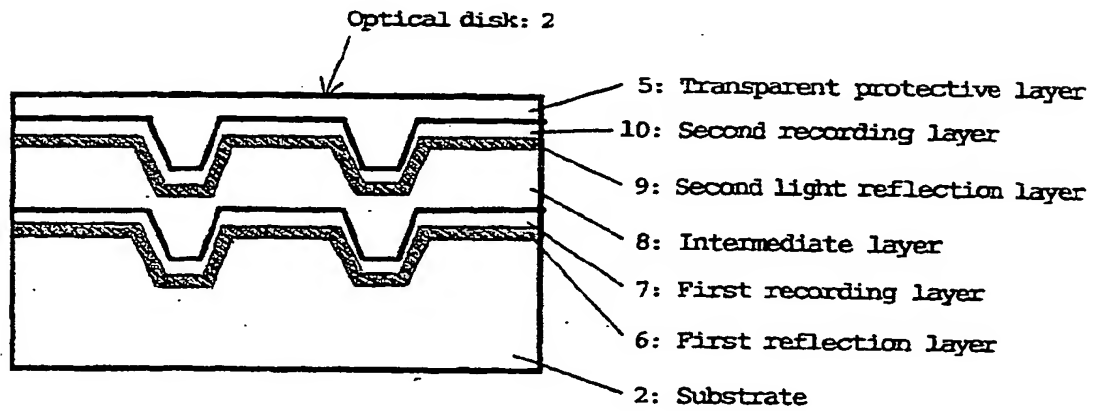 Optical disk: 2
5: Transparent protective layer
10: Second recording layer
9: Second light reflection layer
8: Intermediate layer
7: First recording layer
6: First reflection layer
2: Substrate